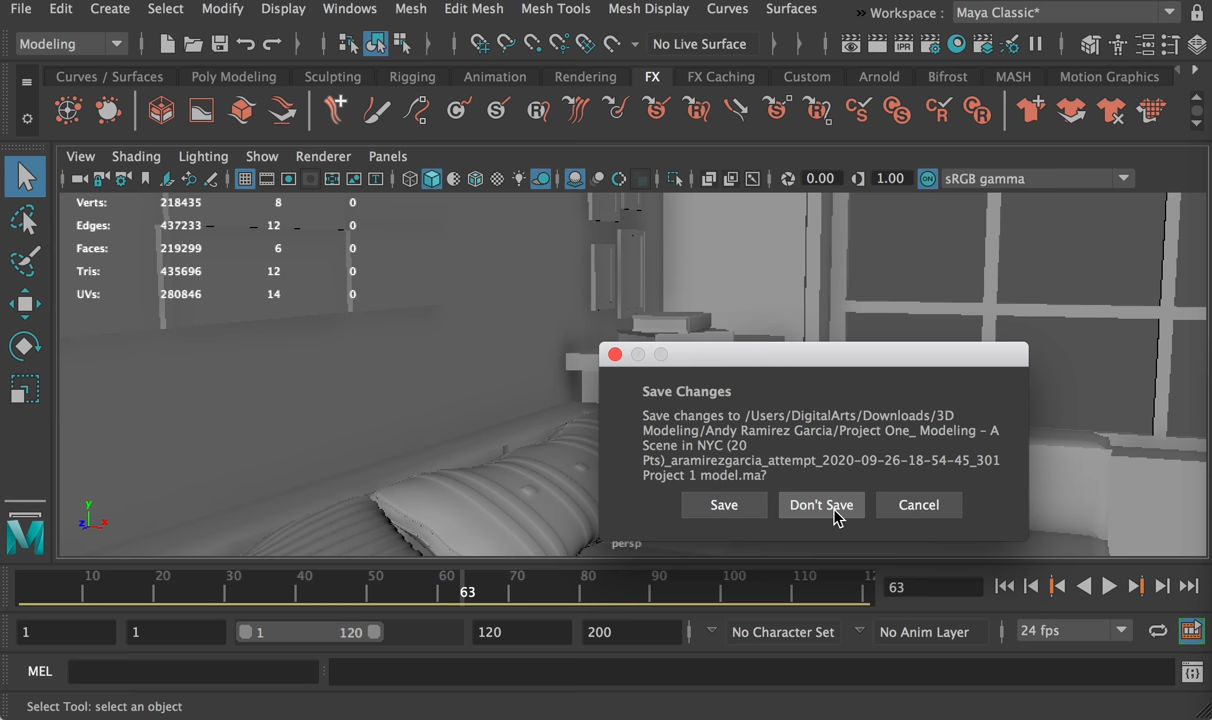 File Edit Create Select Modify Display Windows Mesh Edit Mesh Mesh Tools Mesh Display Curves Surfaces » Workspace : Maya Classic*
Modeling No Live Surface IPR
Curves / Surfaces Poly Modeling Sculpting Rigging Animation Rendering FX FX Caching Custom Arnold Bifrost MASH Motion Graphics
View Shading Lighting Show Renderer Panels
0.00 1.00 ON sRGB gamma
Verts: 218435 8 0
Edges: 437233 12 0
Faces: 219299 6 0
Tris: 435696 12 0
UVs: 280846 14 0
Save Changes
Save changes to /Users/DigitalArts/Downloads/3D
Modeling/Andy Ramirez Garcia/Project One_ Modeling - A
Scene in NYC (20
Pts)_aramirezgarcia_attempt_2020-09-26-18-54-45_301
Project 1 model.ma?
Save Don't Save Cancel
y
z x
persp
10 20 30 40 50 60 70 80 90 100 110 12
63 63
1 1 1 120 120 200 No Character Set No Anim Layer 24 fps
MEL
Select Tool: select an object